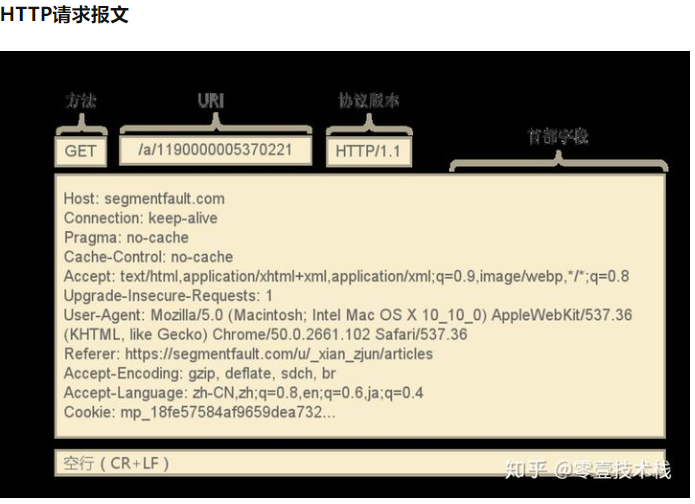 HTTP请求报文
方法
URI
协议版本
首部字段
GET
/a/1190000005370221
HTTP/1.1
Host: segmentfault.com
Connection: keep-alive
Pragma: no-cache
Cache-Control: no-cache
Accept: text/html,application/xhtml+xml,application/xml;q=0.9,image/webp,*/*;q=0.8
Upgrade-Insecure-Requests: 1
User-Agent: Mozilla/5.0 (Macintosh; Intel Mac OS X 10_10_0) AppleWebKit/537.36
(KHTML, like Gecko) Chrome/50.0.2661.102 Safari/537.36
Referer: https://segmentfault.com/u/_xian_zjun/articles
Accept-Encoding: gzip, deflate, sdch, br
Accept-Language: zh-CN,zh;q=0.8,en;q=0.6,ja;q=0.4
Cookie: mp_18fe57584af9659dea732...
空行（CR+LF）
知乎 @零壹技术栈